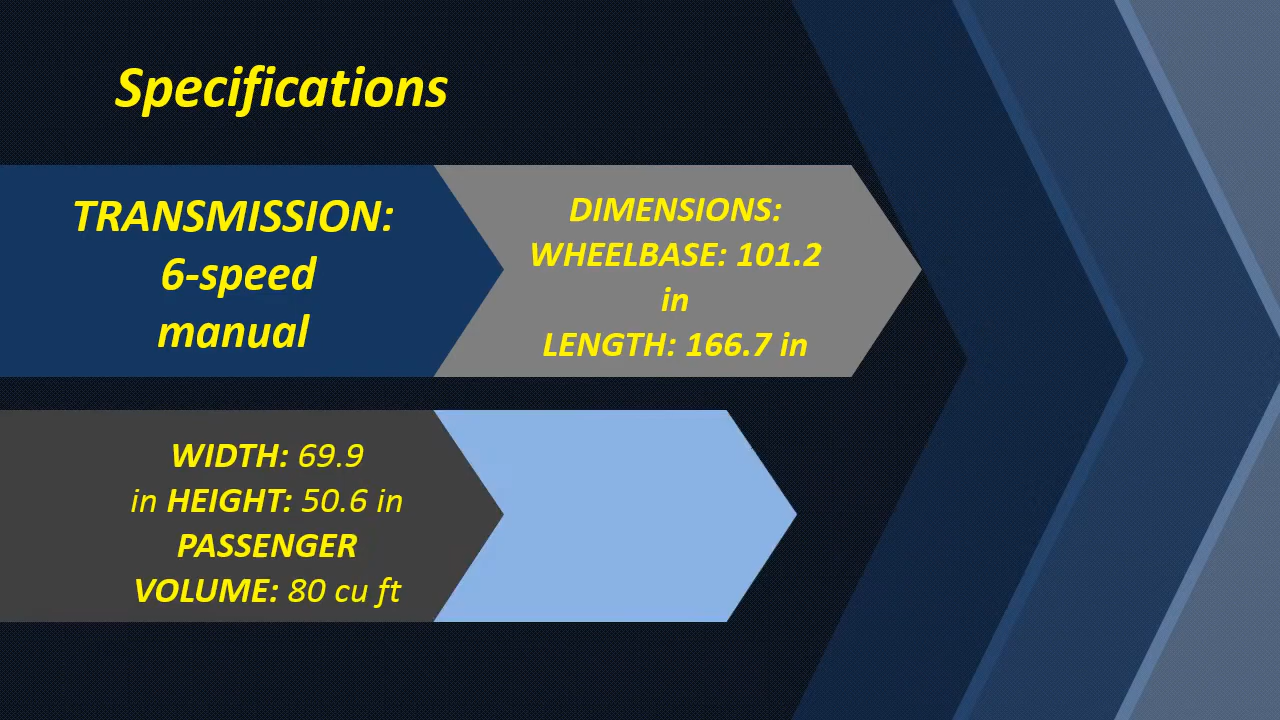 Specifications
TRANSMISSION:
6-speed
manual
DIMENSIONS:
WHEELBASE: 101.2
in
LENGTH: 166.7 in
WIDTH: 69.9
in HEIGHT: 50.6 in
PASSENGER
VOLUME: 80 cu ft